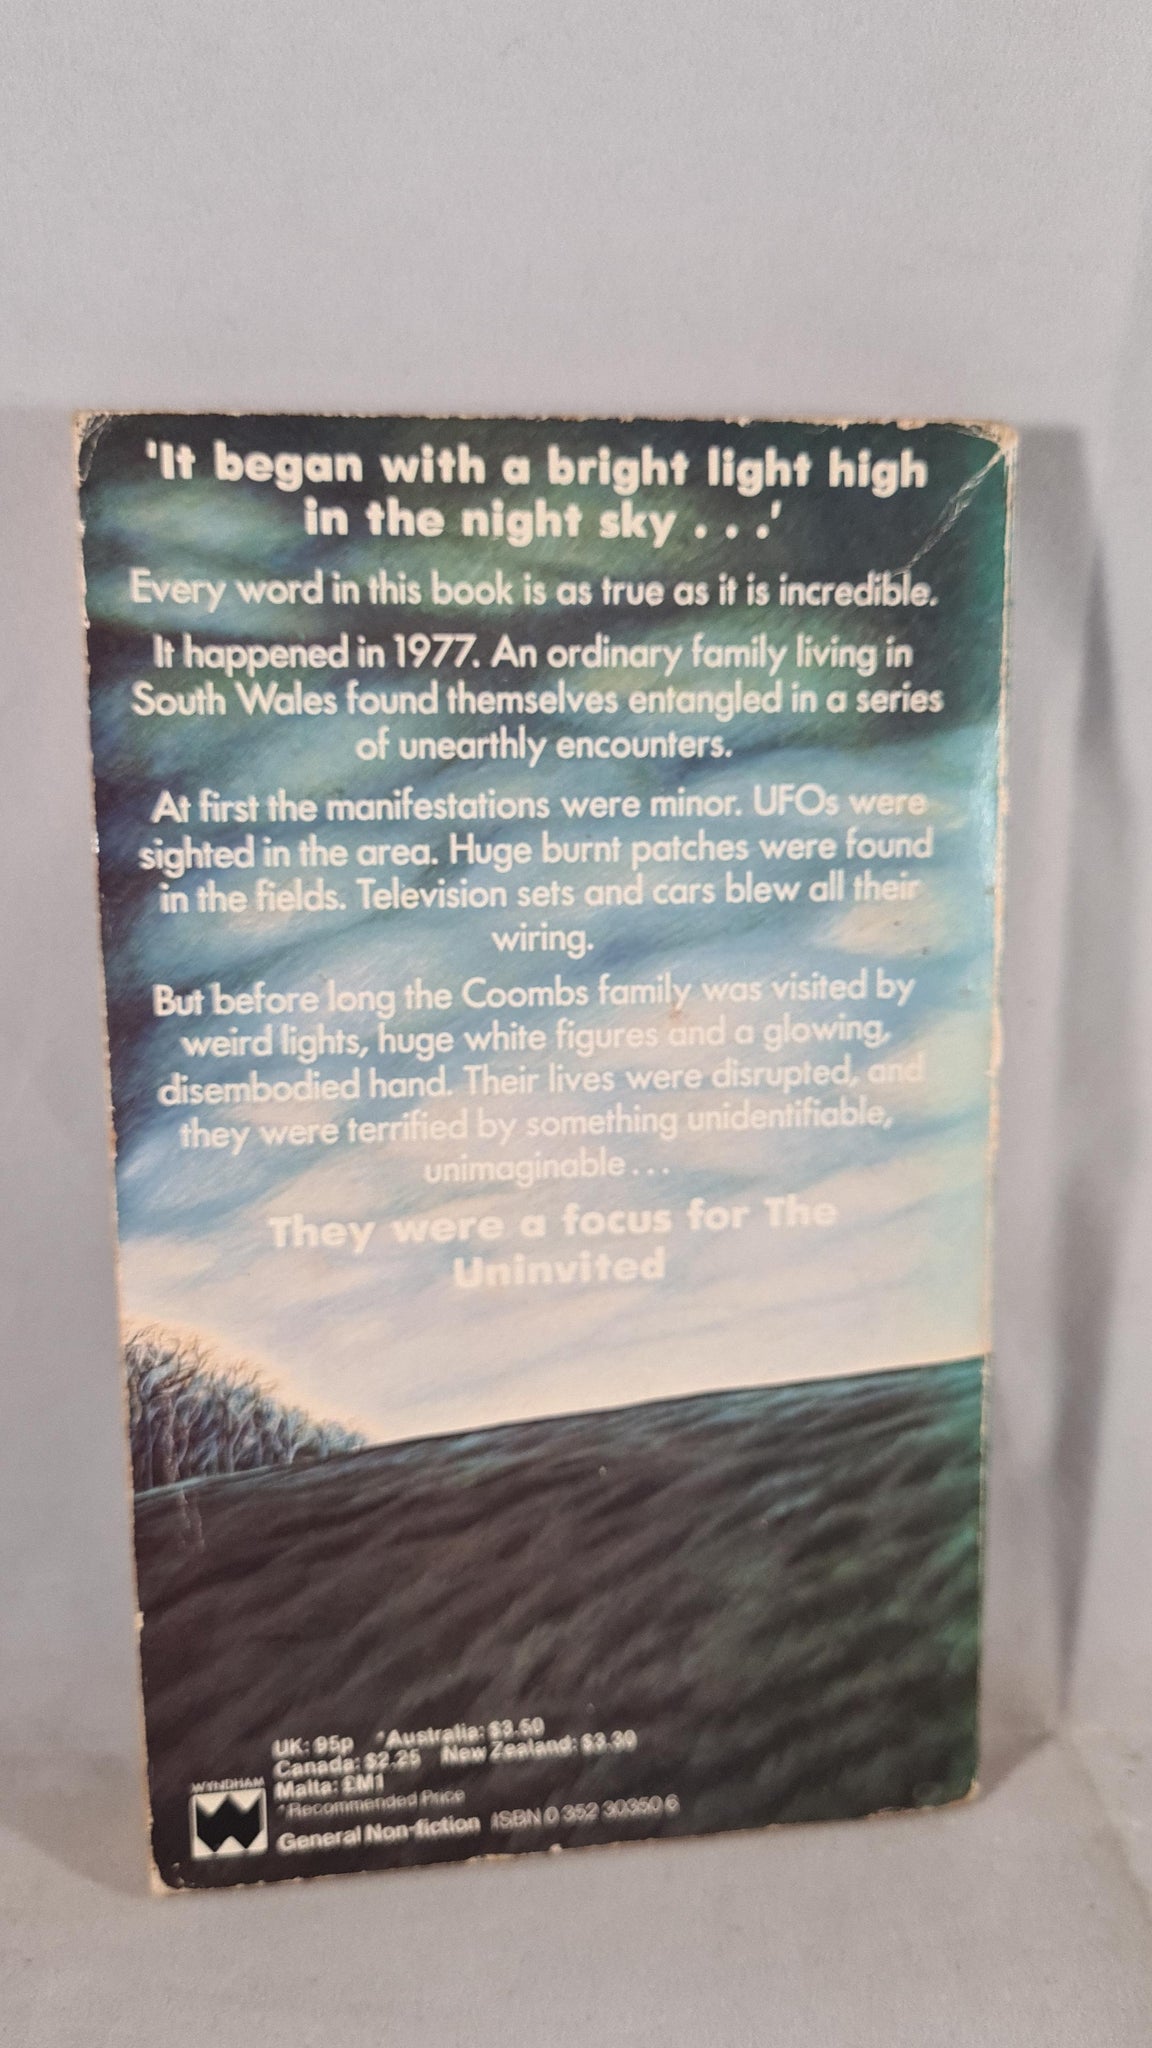 'It began with a bright light high
in the night sky . . .'
Every word in this book is as true as it is incredible.
It happened in 1977. An ordinary family living in
South Wales found themselves entangled in a series
of unearthly encounters.
At first the manifestations were minor. UFOs were
sighted in the area. Huge burnt patches were found
in the fields. Television sets and cars blew all their
wiring.
But before long the Coombs family was visited by
weird lights, huge white figures and a glowing,
disembodied hand. Their lives were disrupted, and
they were terrified by something unidentifiable,
unimaginable...
They were a focus for The
Uninvited
UK: 95p *Australia: $3.50
Canada: $2.25 New Zealand: $3.30
Malta: £M1
*Recommended Price
WYNDHAM
General Non-fiction ISBN 0 352 30350 6